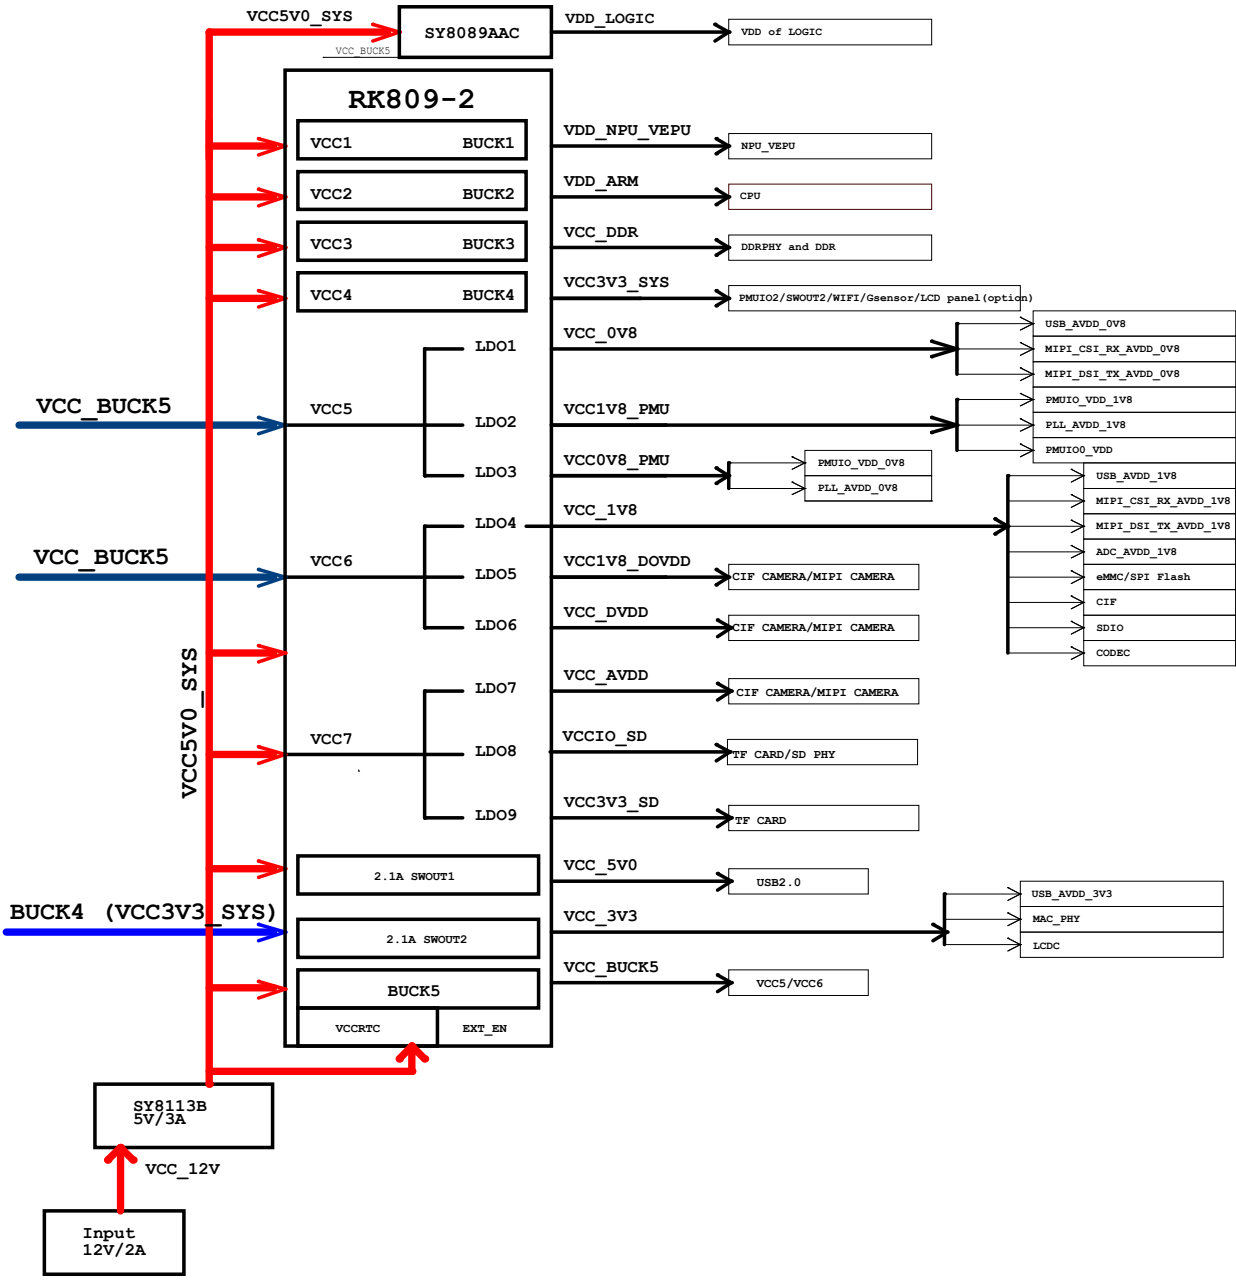 VCC5V0_SYS
SY8089AAC
VDD_LOGIC
VDD of LOGIC
VCC_BUCK5
RK809-2
VCC1 BUCK1
VDD_NPU_VEPU
NPU_VEPU
VCC2 BUCK2
VDD_ARM
CPU
VCC3 BUCK3
VCC_DDR
DDRPHY and DDR
VCC4 BUCK4
VCC3V3_SYS
PMUIO2/SWOUT2/WIFI/Gsensor/LCD panel(option)
LDO1
VCC_0V8
USB_AVDD_0V8
MIPI_CSI_RX_AVDD_0V8
MIPI_DSI_TX_AVDD_0V8
VCC_BUCK5
VCC5
LDO2
VCC1V8_PMU
PMUIO_VDD_1V8
PLL_AVDD_1V8
PMUIO0_VDD
LDO3
VCC0V8_PMU
PMUIO_VDD_0V8
PLL_AVDD_0V8
LDO4
VCC_1V8
USB_AVDD_1V8
MIPI_CSI_RX_AVDD_1V8
MIPI_DSI_TX_AVDD_1V8
ADC_AVDD_1V8
eMMC/SPI Flash
CIF
SDIO
CODEC
VCC_BUCK5
VCC6
LDO5
VCC1V8_DOVDD
CIF CAMERA/MIPI CAMERA
LDO6
VCC_DVDD
CIF CAMERA/MIPI CAMERA
VCC5V0_SYS
LDO7
VCC_AVDD
CIF CAMERA/MIPI CAMERA
VCC7
LDO8
VCCIO_SD
TF CARD/SD PHY
LDO9
VCC3V3_SD
TF CARD
2.1A SWOUT1
VCC_5V0
USB2.0
BUCK4 (VCC3V3_SYS)
2.1A SWOUT2
VCC_3V3
USB_AVDD_3V3
MAC_PHY
LCDC
BUCK5
VCC_BUCK5
VCC5/VCC6
VCCRTC
EXT_EN
SY8113B
5V/3A
VCC_12V
Input
12V/2A